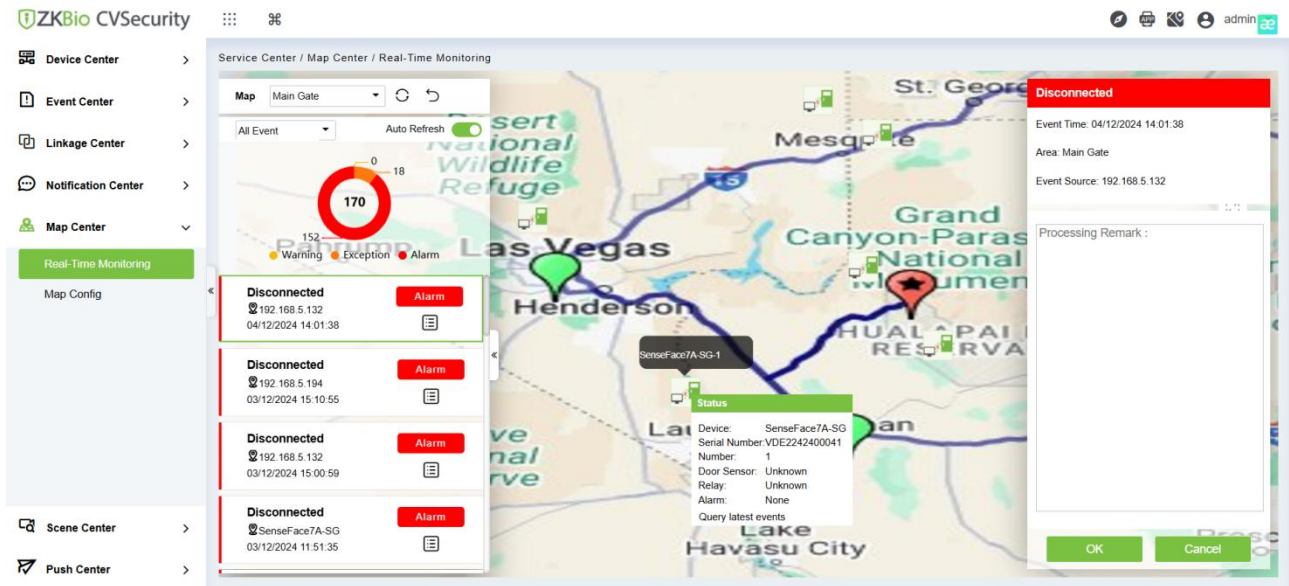 ZKBio CVSecurity
admin
Device Center
Event Center
Linkage Center
Notification Center
Map Center
Real-Time Monitoring
Map Config
Scene Center
Push Center
Service Center / Map Center / Real-Time Monitoring
Map Main Gate
All Event Auto Refresh
0
18
170
152
Warning Exception Alarm
Disconnected
Alarm
192.168.5.132
04/12/2024 14:01:38
Disconnected
Alarm
192.168.5.194
03/12/2024 15:10:55
Disconnected
Alarm
192.168.5.132
03/12/2024 15:00:59
Disconnected
Alarm
SenseFace7A-SG
03/12/2024 11:51:35
National
Wildlife
Refuge
Pahrump
Las Vegas
Henderson
Mesquite
St. Georg
15
Grand
Canyon-Paras
National
HUALAPAI
Lake
Havasu City
SenseFace7A-SG-1
Status
Device: SenseFace7A-SG
Serial Number: VDE2242400041
Number: 1
Door Sensor: Unknown
Relay: Unknown
Alarm: None
Query latest events
Disconnected
Event Time: 04/12/2024 14:01:38
Area: Main Gate
Event Source: 192.168.5.132
Processing Remark :
OK
Cancel